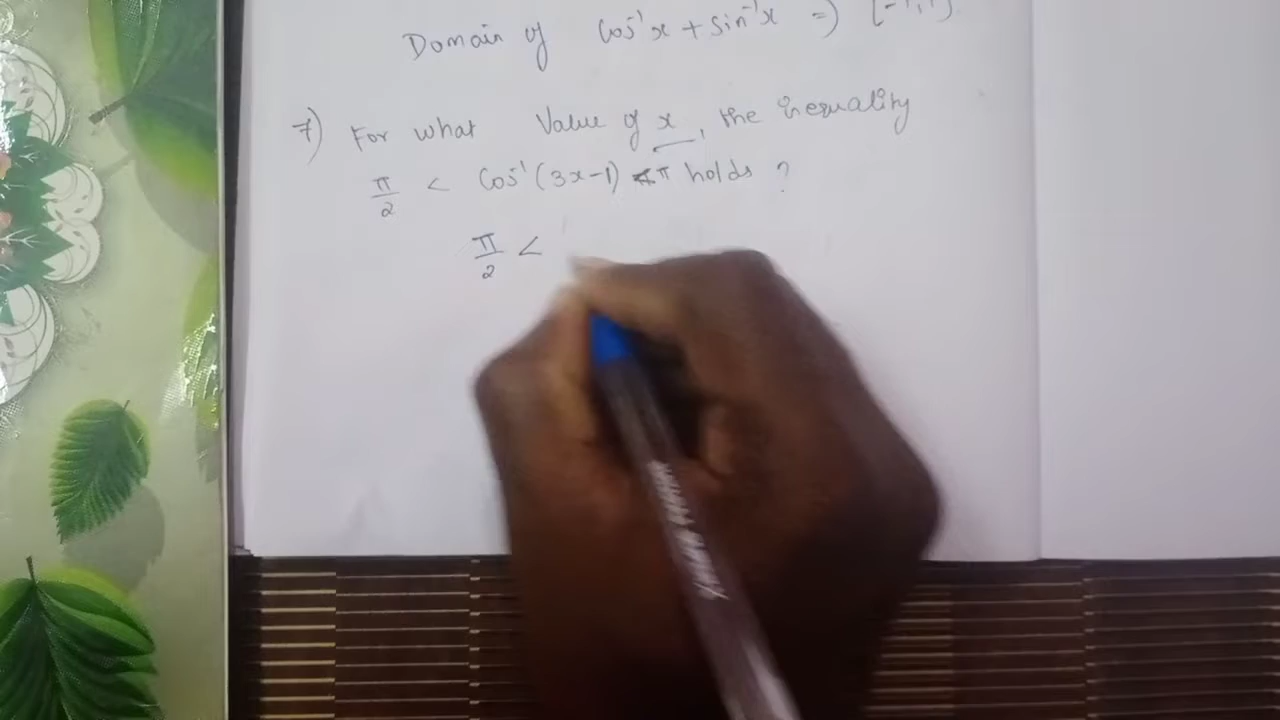 Domain of Cos⁻¹x + Sin⁻¹x ⇒ [-1,1]
7) For what Value of x, the inequality
π/2 < Cos⁻¹(3x-1) < π holds ?
π/2 <